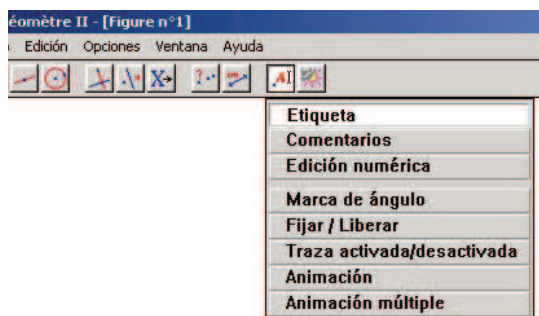 éomètre II - [Figure n°1]
Edición Opciones Ventana Ayuda
X
?
cm
A
Etiqueta
Comentarios
Edición numérica
Marca de ángulo
Fijar / Liberar
Traza activada/desactivada
Animación
Animación múltiple